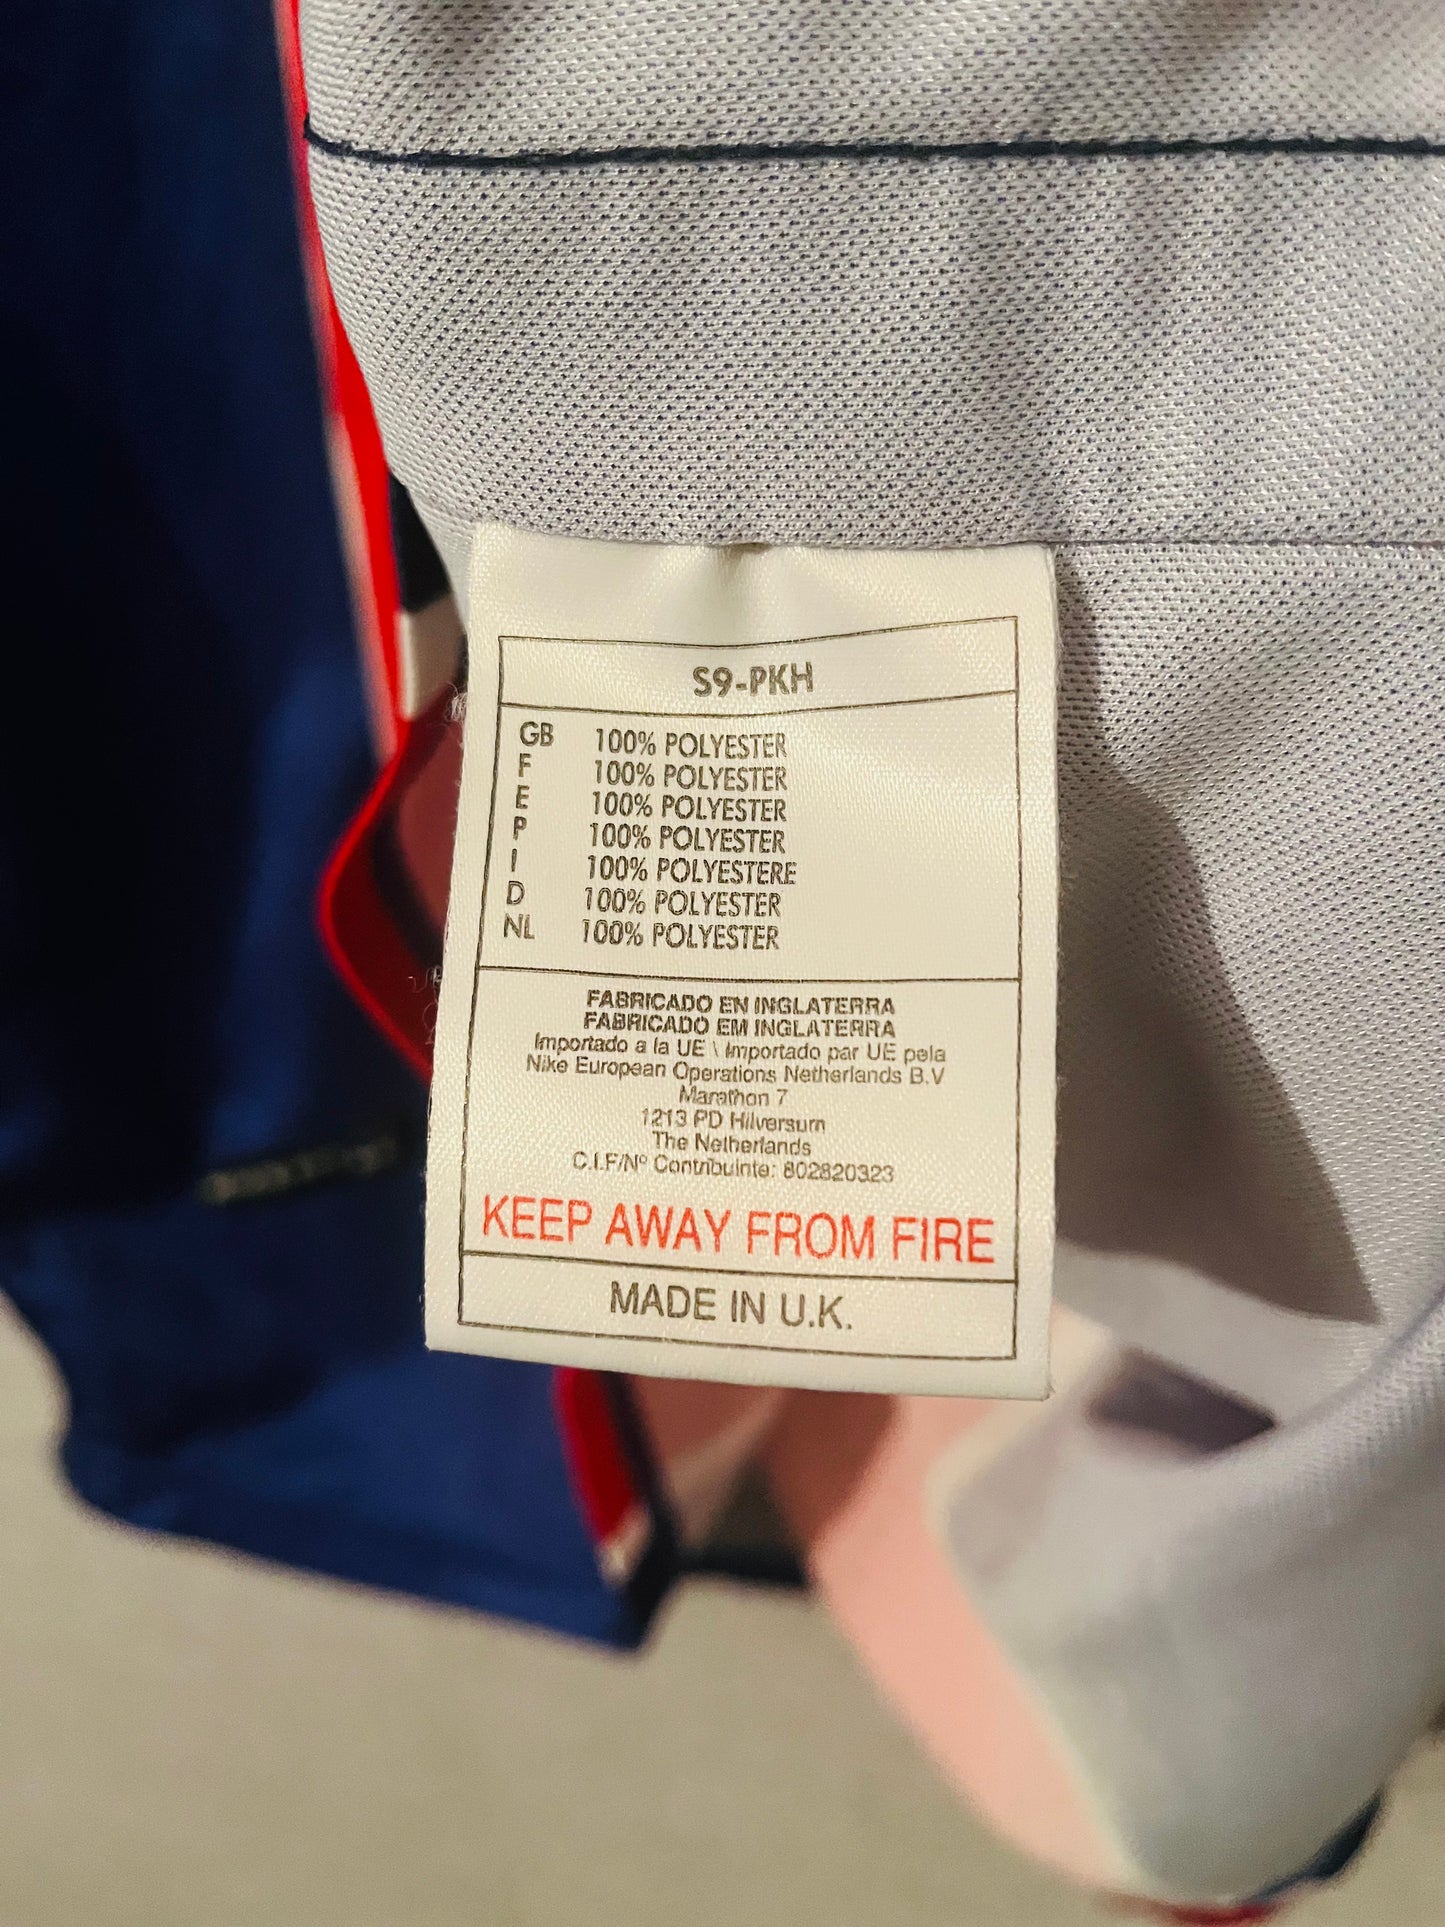 S9-PKH
GB 100% POLYESTER
F 100% POLYESTER
E 100% POLYESTER
P 100% POLYESTER
I 100% POLYESTERE
D 100% POLYESTER
NL 100% POLYESTER
FABRICADO EN INGLATERRA
FABRICADO EM INGLATERRA
Importado a la UE \ Importado par UE pela
Nike European Operations Netherlands B.V
Marathon 7
1213 PD Hilversum
The Netherlands
C.I.F/Nº Contribuinte: 802820323
KEEP AWAY FROM FIRE
MADE IN U.K.